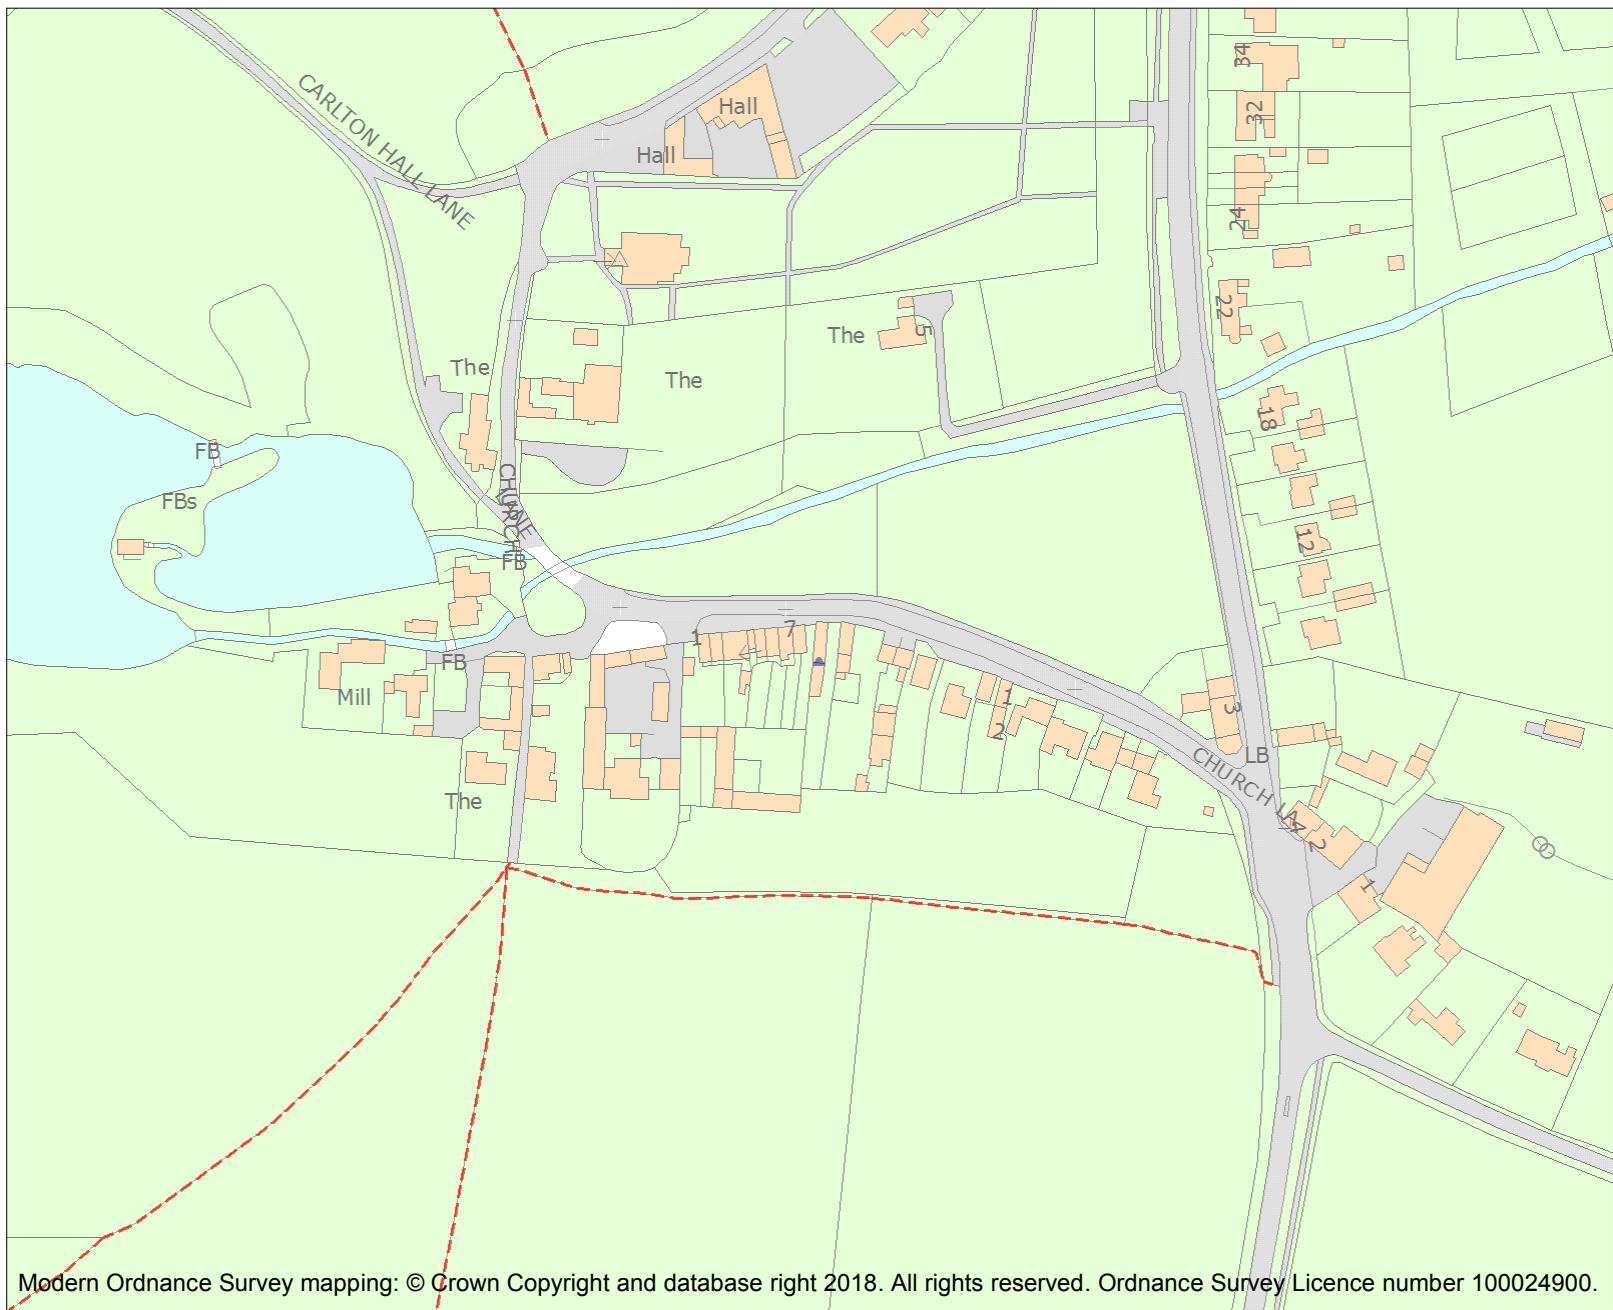 34
Hall
32
CARLTON HALL LANE
Hall
24
22
5
The
The
The
18
FB
CHURCH
LANE
FBs
12
FB
7
1
FB
Mill
1
3
2
LB
CHURCH LA
The
7
2
1
Modern Ordnance Survey mapping: © Crown Copyright and database right 2018. All rights reserved. Ordnance Survey Licence number 100024900.